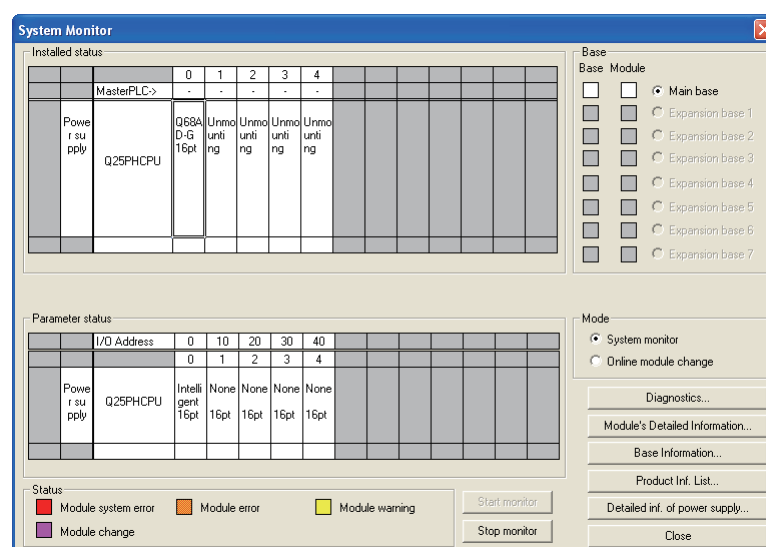 System Monitor
Installed status
0 1 2 3 4
MasterPLC-> - - - - -
Powe
r su
pply
Q25PHCPU
Q68A
D-G
16pt
Unmo
unti
ng
Unmo
unti
ng
Unmo
unti
ng
Unmo
unti
ng
Base
Base Module
Main base
Expansion base 1
Expansion base 2
Expansion base 3
Expansion base 4
Expansion base 5
Expansion base 6
Expansion base 7
Parameter status
I/O Address 0 10 20 30 40
0 1 2 3 4
Powe
r su
pply
Q25PHCPU
Intelli
gent
16pt
None
16pt
None
16pt
None
16pt
None
16pt
Mode
System monitor
Online module change
Diagnostics...
Module's Detailed Information...
Base Information...
Product Inf. List...
Detailed inf. of power supply...
Close
Status
Module system error
Module error
Module warning
Module change
Start monitor
Stop monitor